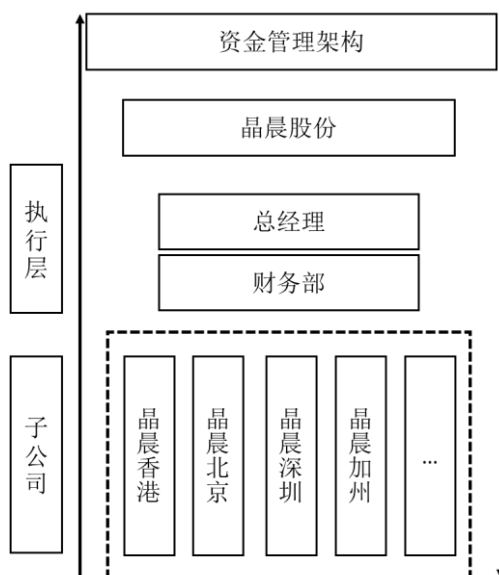 资金管理架构
晶晨股份
执行层
总经理
财务部
子公司
晶晨香港
晶晨北京
晶晨深圳
晶晨加州
...